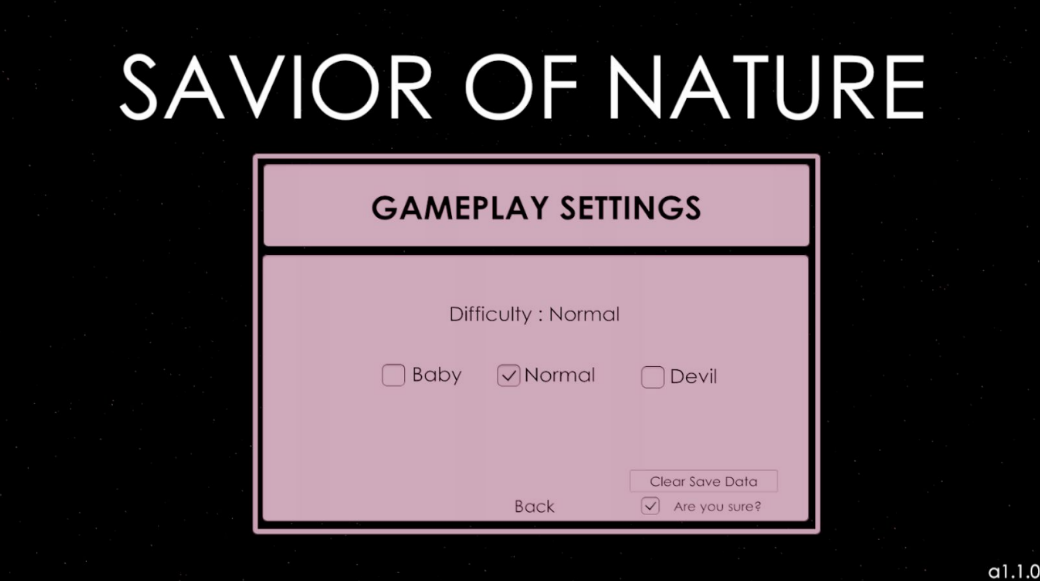 SAVIOR OF NATURE
GAMEPLAY SETTINGS
Difficulty : Normal
Baby Normal Devil
Clear Save Data
Back Are you sure?
a1.1.0